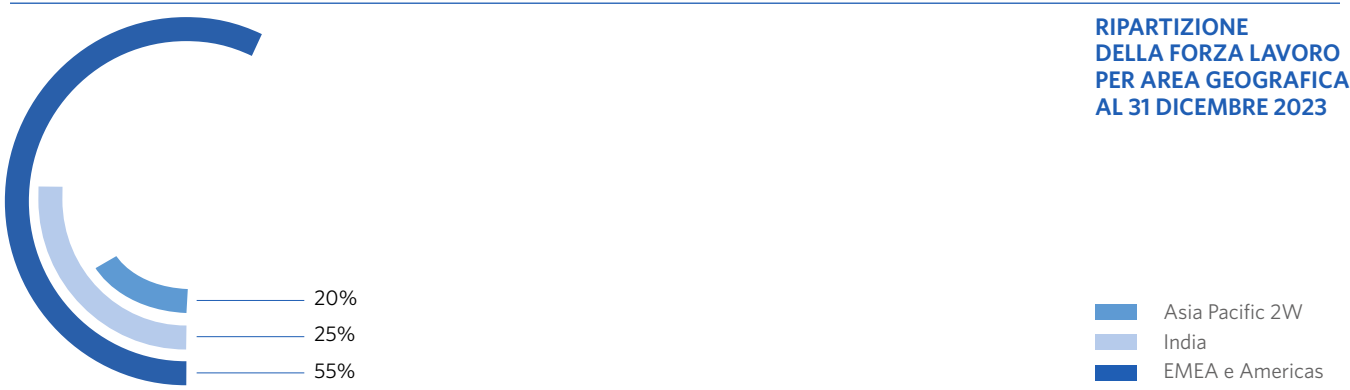 RIPARTIZIONE
DELLA FORZA LAVORO
PER AREA GEOGRAFICA
AL 31 DICEMBRE 2023
20%
25%
55%
Asia Pacific 2W
India
EMEA e Americas